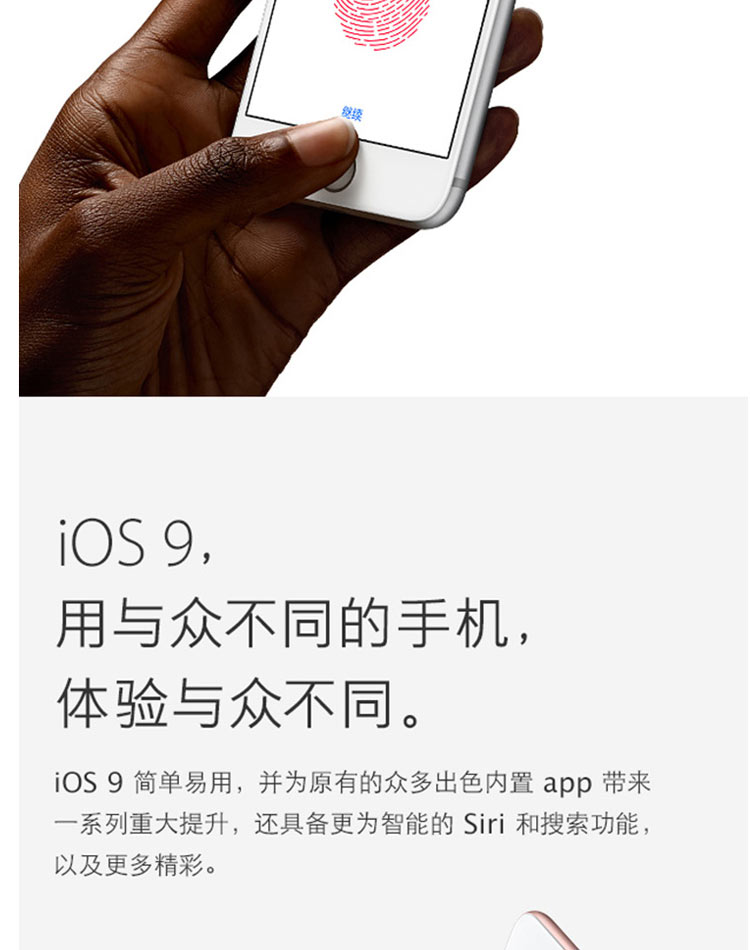 继续
iOS 9，
用与众不同的手机，
体验与众不同。
iOS 9 简单易用，并为原有的众多出色内置 app 带来
一系列重大提升，还具备更为智能的 Siri 和搜索功能，
以及更多精彩。